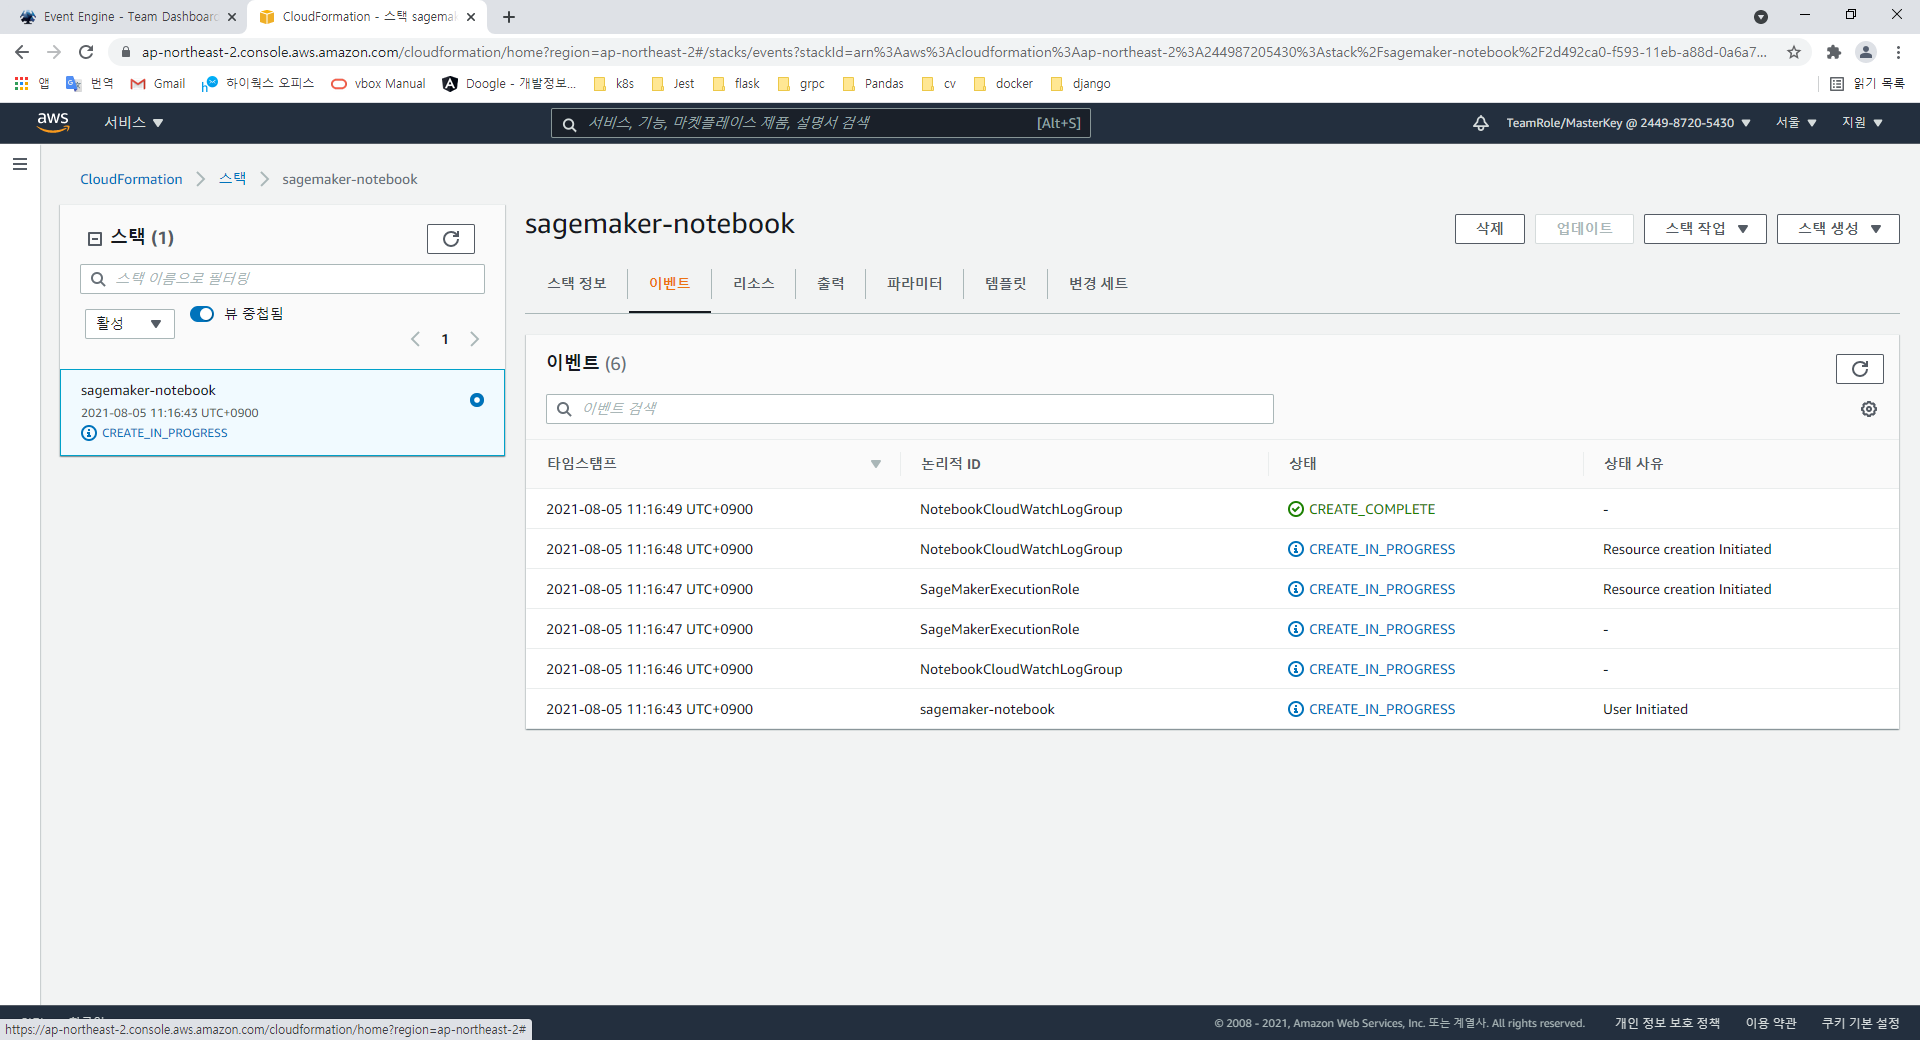 Event Engine - Team Dashboard
CloudFormation - 스택 sagema
ap-northeast-2.console.aws.amazon.com/cloudformation/home?region=ap-northeast-2#/stacks/events?stackId=arn%3Aaws%3Acloudformation%3Aap-northeast-2%3A244987205430%3Astack%2Fsagemaker-notebook%2F2d492ca0-f593-11eb-a88d-0a6a7...
앱 번역 Gmail 하이웍스 오피스 vbox Manual Doogle - 개발정보... k8s Jest flask grpc Pandas cv docker django 읽기 목록
aws 서비스 서비스, 기능, 마켓플레이스 제품, 설명서 검색 [Alt+S] TeamRole/MasterKey @ 2449-8720-5430 서울 지원
CloudFormation 스택 sagemaker-notebook
스택 (1)
스택 이름으로 필터링
활성 뷰 중첩됨
1
sagemaker-notebook
2021-08-05 11:16:43 UTC+0900
CREATE_IN_PROGRESS
sagemaker-notebook
삭제 업데이트 스택 작업 스택 생성
스택 정보 이벤트 리소스 출력 파라미터 템플릿 변경 세트
이벤트 (6)
이벤트 검색
타임스탬프 논리적 ID 상태 상태 사유
2021-08-05 11:16:49 UTC+0900 NotebookCloudWatchLogGroup CREATE_COMPLETE -
2021-08-05 11:16:48 UTC+0900 NotebookCloudWatchLogGroup CREATE_IN_PROGRESS Resource creation Initiated
2021-08-05 11:16:47 UTC+0900 SageMakerExecutionRole CREATE_IN_PROGRESS Resource creation Initiated
2021-08-05 11:16:47 UTC+0900 SageMakerExecutionRole CREATE_IN_PROGRESS -
2021-08-05 11:16:46 UTC+0900 NotebookCloudWatchLogGroup CREATE_IN_PROGRESS -
2021-08-05 11:16:43 UTC+0900 sagemaker-notebook CREATE_IN_PROGRESS User Initiated
https://ap-northeast-2.console.aws.amazon.com/cloudformation/home?region=ap-northeast-2#
© 2008 - 2021, Amazon Web Services, Inc. 또는 계열사. All rights reserved. 개인 정보 보호 정책 이용 약관 쿠키 기본 설정